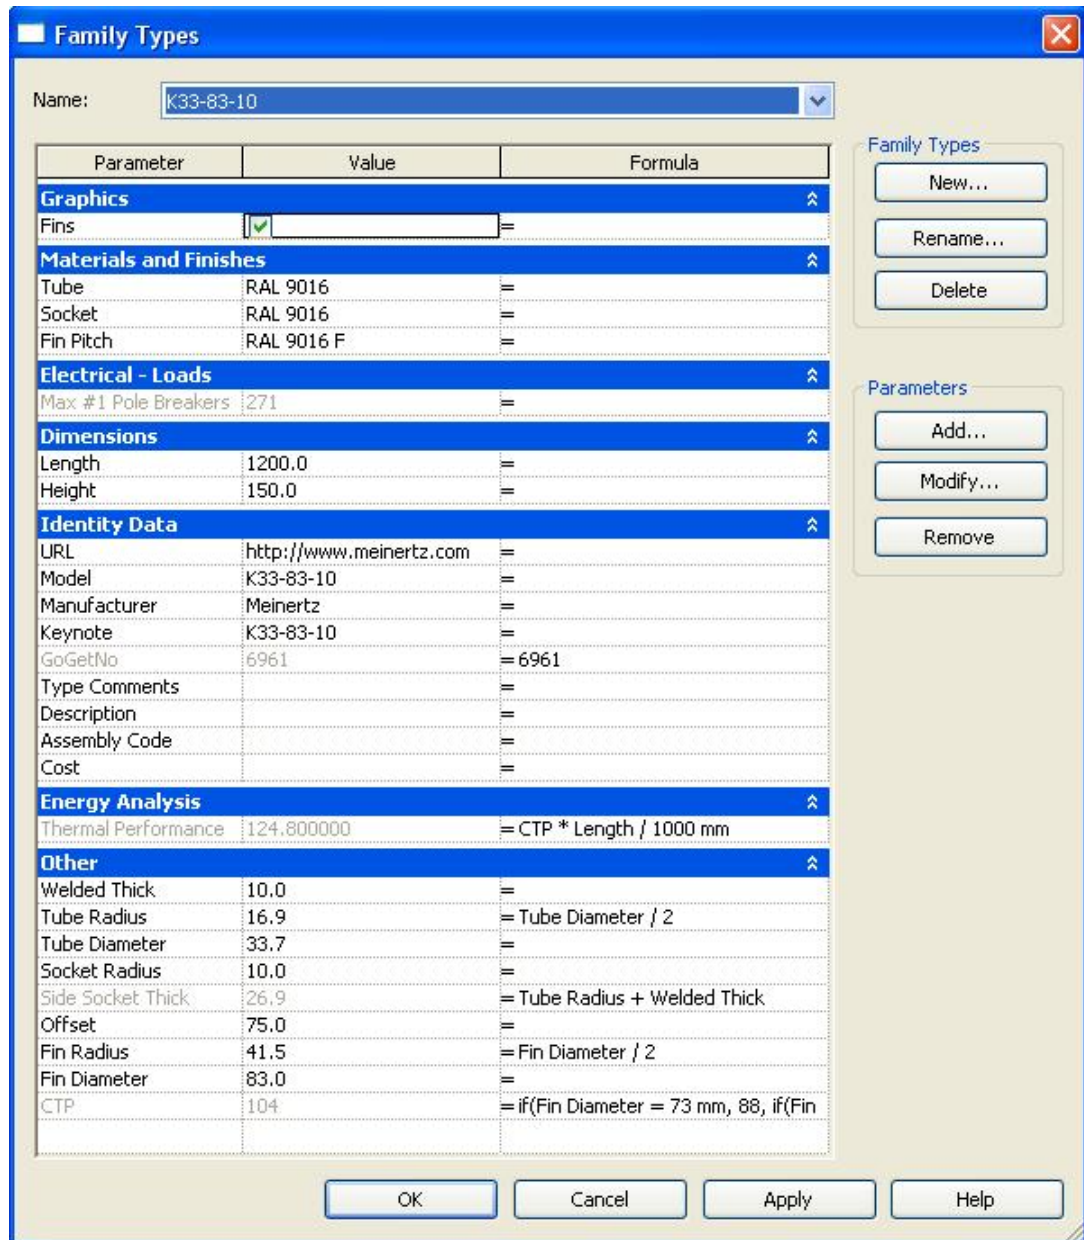 Family Types
Name: K33-83-10
Parameter Value Formula
Graphics
Fins =
Materials and Finishes
Tube RAL 9016 =
Socket RAL 9016 =
Fin Pitch RAL 9016 F =
Electrical - Loads
Max #1 Pole Breakers 271 =
Dimensions
Length 1200.0 =
Height 150.0 =
Identity Data
URL http://www.meinertz.com =
Model K33-83-10 =
Manufacturer Meinertz =
Keynote K33-83-10 =
GoGetNo 6961 = 6961
Type Comments =
Description =
Assembly Code =
Cost =
Energy Analysis
Thermal Performance 124.800000 = CTP * Length / 1000 mm
Other
Welded Thick 10.0 =
Tube Radius 16.9 = Tube Diameter / 2
Tube Diameter 33.7 =
Socket Radius 10.0 =
Side Socket Thick 26.9 = Tube Radius + Welded Thick
Offset 75.0 =
Fin Radius 41.5 = Fin Diameter / 2
Fin Diameter 83.0 =
CTP 104 = if(Fin Diameter = 73 mm, 88, if(Fin
Family Types
New...
Rename...
Delete
Parameters
Add...
Modify...
Remove
OK Cancel Apply Help